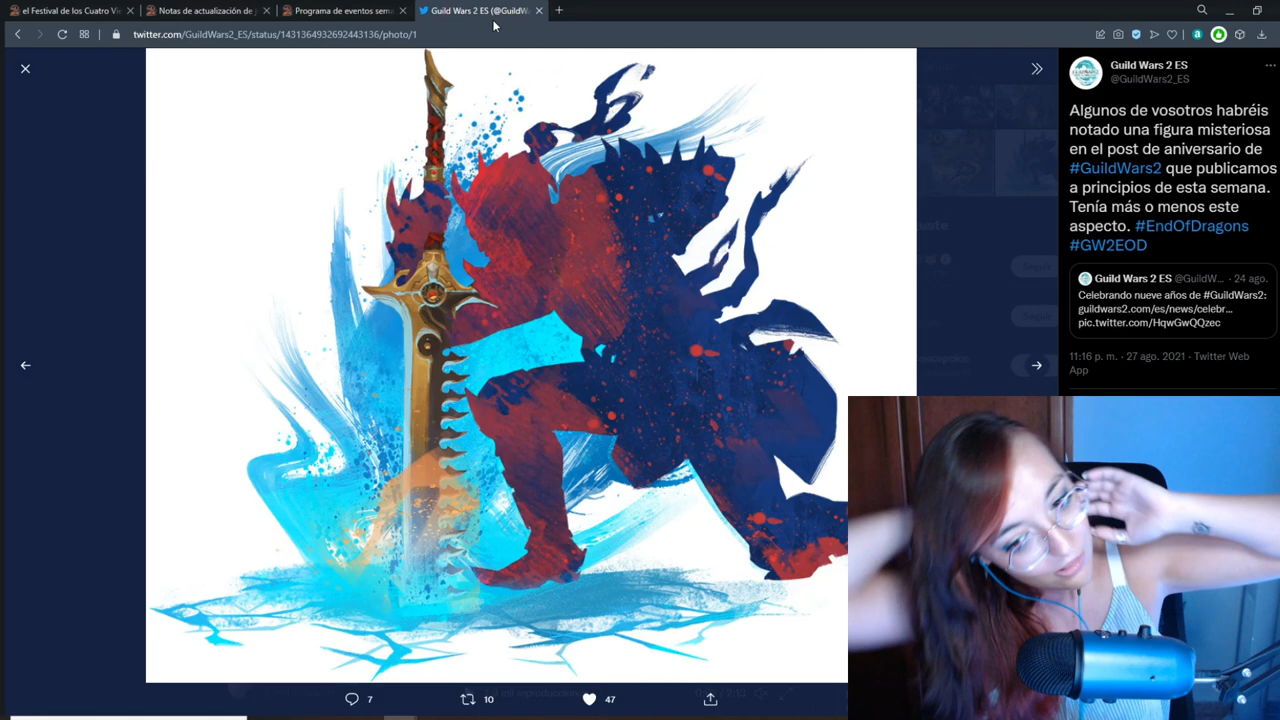 el Festival de los Cuatro Vie
Notas de actualización de j
Programa de eventos sema
Guild Wars 2 ES (@GuildW
twitter.com/GuildWars2_ES/status/1431364932692443136/photo/1
Guild Wars 2 ES
@GuildWars2_ES
Algunos de vosotros habréis
notado una figura misteriosa
en el post de aniversario de
#GuildWars2 que publicamos
a principios de esta semana.
Tenía más o menos este
aspecto. #EndOfDragons
#GW2EOD
Guild Wars 2 ES @GuildW... · 24 ago.
Celebrando nueve años de #GuildWars2:
guildwars2.com/es/news/celebr...
pic.twitter.com/HqwGwQQzec
11:16 p. m. · 27 ago. 2021 · Twitter Web
App
7
10
47